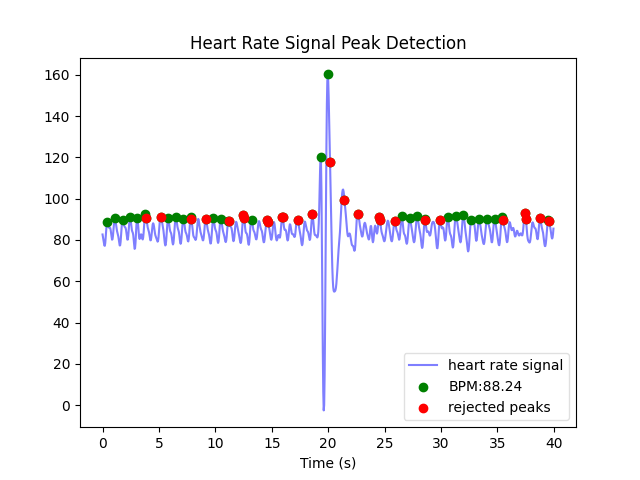 Heart Rate Signal Peak Detection
160
140
120
100
80
60
40
20
0
heart rate signal
BPM:88.24
rejected peaks
0 5 10 15 20 25 30 35 40
Time (s)